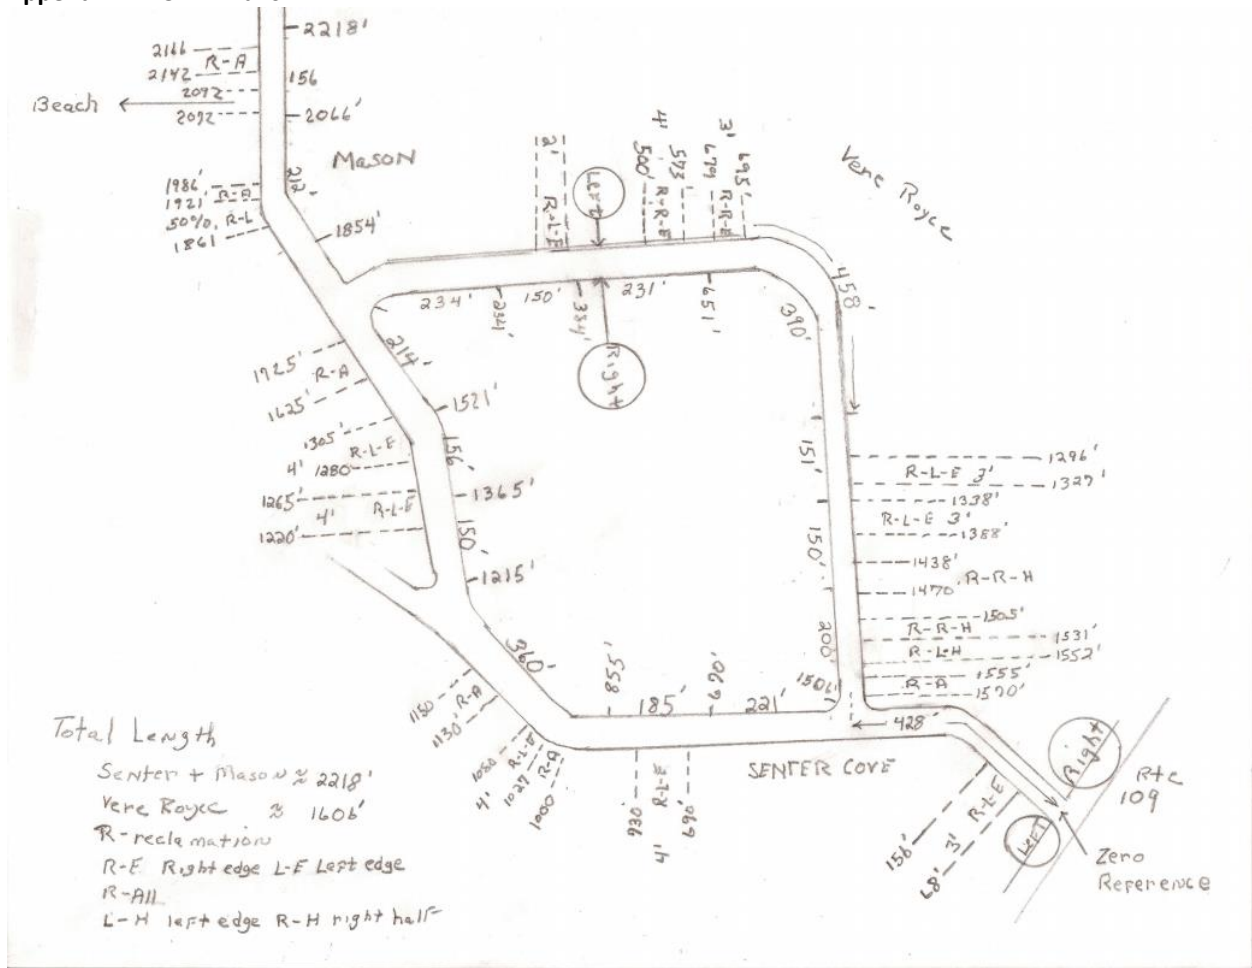 2218'
2166
R-A
2142
156
2092
Beach
2092
2066'
MASON
212'
1986'
R-A
1921'
50%, R-L
1861
1854'
2'
R-L-E
Left
4'
500'
R-R-E
573'
3'
679'
R-R-E
695'
Vere Royce
458'
390'
234'
234'
150'
384'
231'
651'
Right
214'
1725'
R-A
1625'
1521'
1305'
R-L-E
4' 1280'
156'
1265'
4' R-L-E
1365'
1220'
150'
1215'
360'
151'
150'
200'
1296'
R-L-E 3'
1327'
1338'
R-L-E 3'
1388'
1438'
1470' R-R-H
1505'
R-R-H
1531'
R-L-H
1552'
1555'
R-A
1570'
855'
185'
690'
221'
428'
1150
R-A
1130'
1080
R-L-E
4' 1027
R-A
1000
930'
4' R-L-E
690'
SENTER COVE
156'
3' R-L-E
68'
Right
Left
Rte
109
Zero
Reference
Total Length
Senter + Mason ≈ 2218'
Vere Royce ≈ 1606'
R-reclamation
R-E Right edge L-E Left edge
R-All
L-H left edge R-H right half